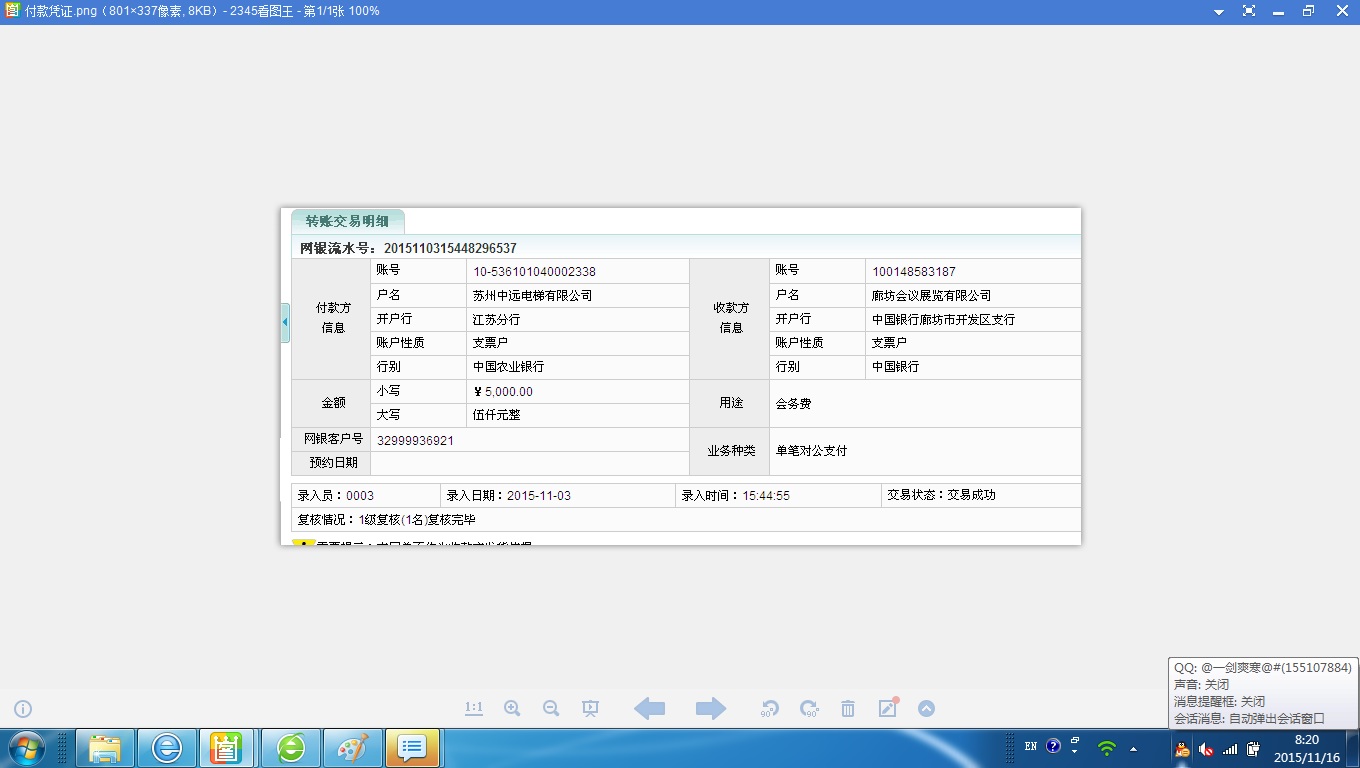 付款凭证.png（801×337像素, 8KB）- 2345看图王 - 第1/1张 100%
转账交易明细
网银流水号：2015110315448296537
付款方信息 账号 10-536101040002338 收款方信息 账号 100148583187
户名 苏州中远电梯有限公司 户名 廊坊会议展览有限公司
开户行 江苏分行 开户行 中国银行廊坊市开发区支行
账户性质 支票户 账户性质 支票户
行别 中国农业银行 行别 中国银行
金额 小写 ¥ 5,000.00 用途 会务费
大写 伍仟元整
网银客户号 32999936921 业务种类 单笔对公支付
预约日期
录入员：0003 录入日期：2015-11-03 录入时间：15:44:55 交易状态：交易成功
复核情况：1级复核(1名)复核完毕
QQ: @一剑爽寒@#(155107884)
声音: 关闭
消息提醒框: 关闭
会话消息: 自动弹出会话窗口
1:1 90° 90°
EN 8:20
2015/11/16